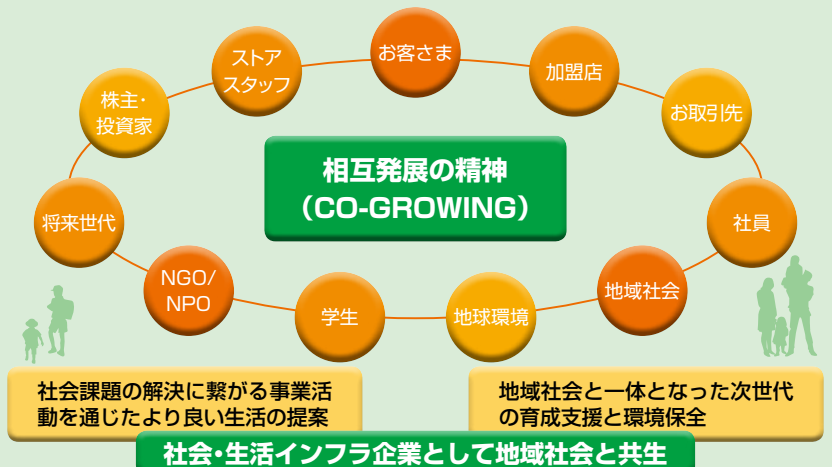 お客さま
ストア
スタッフ
加盟店
株主・
投資家
お取引先
相互発展の精神
（CO-GROWING）
将来世代
社員
NGO/
NPO
地域社会
学生
地球環境
社会課題の解決に繋がる事業活
動を通じたより良い生活の提案
地域社会と一体となった次世代
の育成支援と環境保全
社会・生活インフラ企業として地域社会と共生